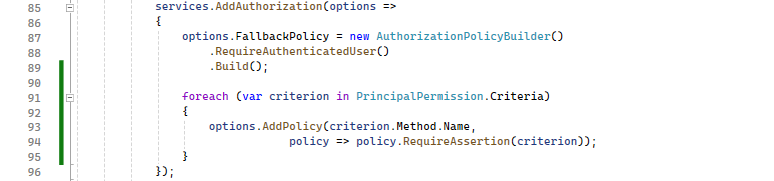 85 services.AddAuthorization(options =>
86 {
87 options.FallbackPolicy = new AuthorizationPolicyBuilder()
88 .RequireAuthenticatedUser()
89 .Build();
90
91 foreach (var criterion in PrincipalPermission.Criteria)
92 {
93 options.AddPolicy(criterion.Method.Name,
94 policy => policy.RequireAssertion(criterion));
95 }
96 });